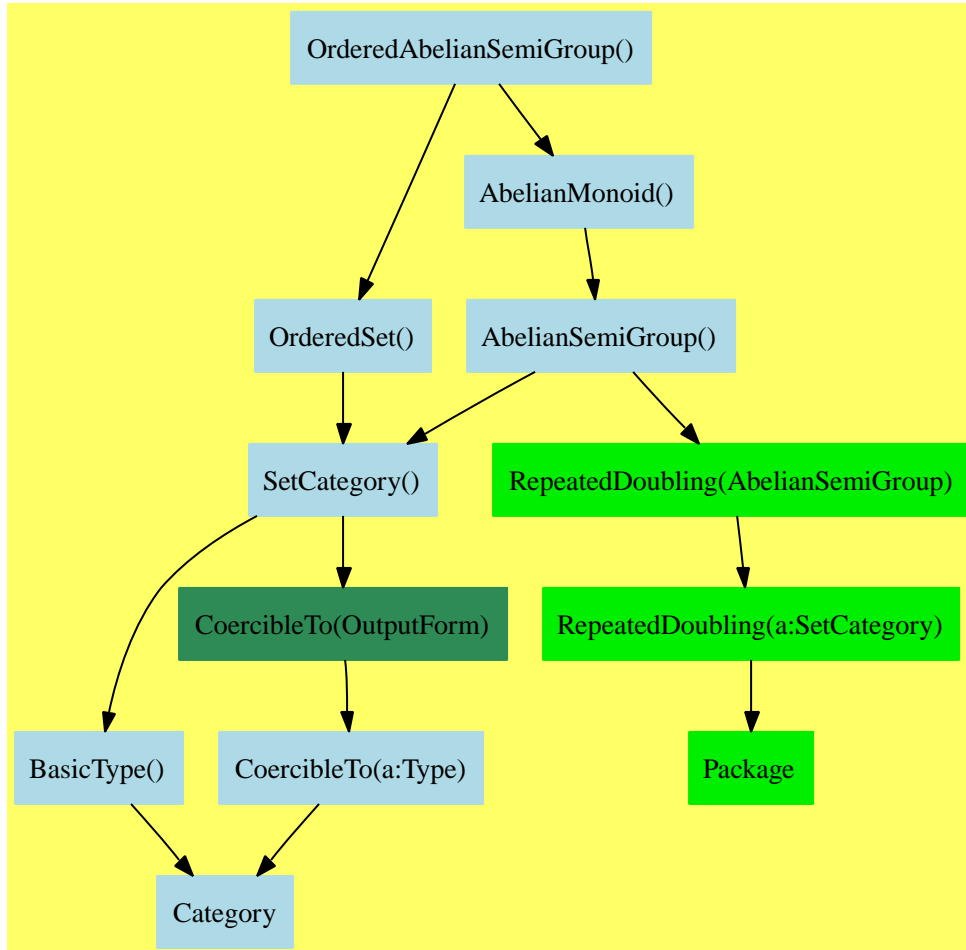 OrderedAbelianSemiGroup()
AbelianMonoid()
OrderedSet()
AbelianSemiGroup()
SetCategory()
RepeatedDoubling(AbelianSemiGroup)
CoercibleTo(OutputForm)
RepeatedDoubling(a:SetCategory)
BasicType()
CoercibleTo(a:Type)
Package
Category